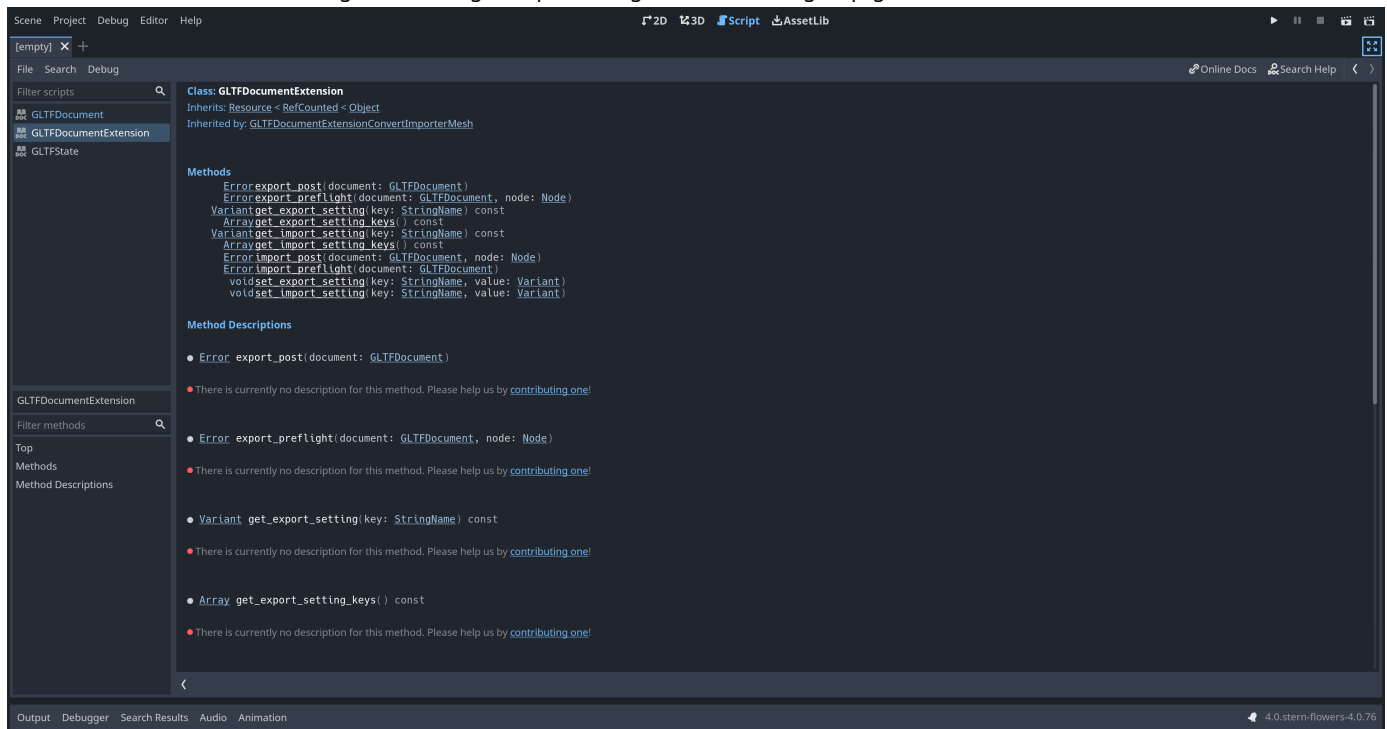 Scene Project Debug Editor Help 2D 3D Script AssetLib
[empty]
File Search Debug Online Docs Search Help
Filter scripts
GLTFDocument
GLTFDocumentExtension
GLTFState
GLTFDocumentExtension
Filter methods
Top
Methods
Method Descriptions
Class: GLTFDocumentExtension
Inherits: Resource < RefCounted < Object
Inherited by: GLTFDocumentExtensionConvertImporterMesh
Methods
Error export_post(document: GLTFDocument)
Error export_preflight(document: GLTFDocument, node: Node)
Variant get_export_setting(key: StringName) const
Array get_export_setting_keys() const
Variant get_import_setting(key: StringName) const
Array get_import_setting_keys() const
Error import_post(document: GLTFDocument, node: Node)
Error import_preflight(document: GLTFDocument)
void set_export_setting(key: StringName, value: Variant)
void set_import_setting(key: StringName, value: Variant)
Method Descriptions
● Error export_post(document: GLTFDocument)
● There is currently no description for this method. Please help us by contributing one!
● Error export_preflight(document: GLTFDocument, node: Node)
● There is currently no description for this method. Please help us by contributing one!
● Variant get_export_setting(key: StringName) const
● There is currently no description for this method. Please help us by contributing one!
● Array get_export_setting_keys() const
● There is currently no description for this method. Please help us by contributing one!
Output Debugger Search Results Audio Animation 4.0.stern-flowers-4.0.76